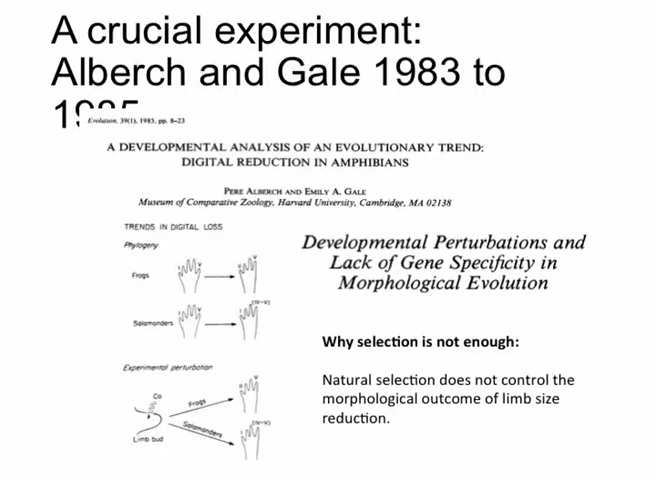 A crucial experiment:
Alberch and Gale 1983 to
1985
Evolution, 39(1), 1985, pp. 8–23
A DEVELOPMENTAL ANALYSIS OF AN EVOLUTIONARY TREND:
DIGITAL REDUCTION IN AMPHIBIANS
PERE ALBERCH AND EMILY A. GALE
Museum of Comparative Zoology, Harvard University, Cambridge, MA 02138
TRENDS IN DIGITAL LOSS
Phylogeny
Frogs
Salamanders
(IV-V)
Developmental Perturbations and
Lack of Gene Specificity in
Morphological Evolution
Why selection is not enough:
Natural selection does not control the
morphological outcome of limb size
reduction.
Experimental perturbation
Frogs
Salamanders
(IV-V)
Limb bud